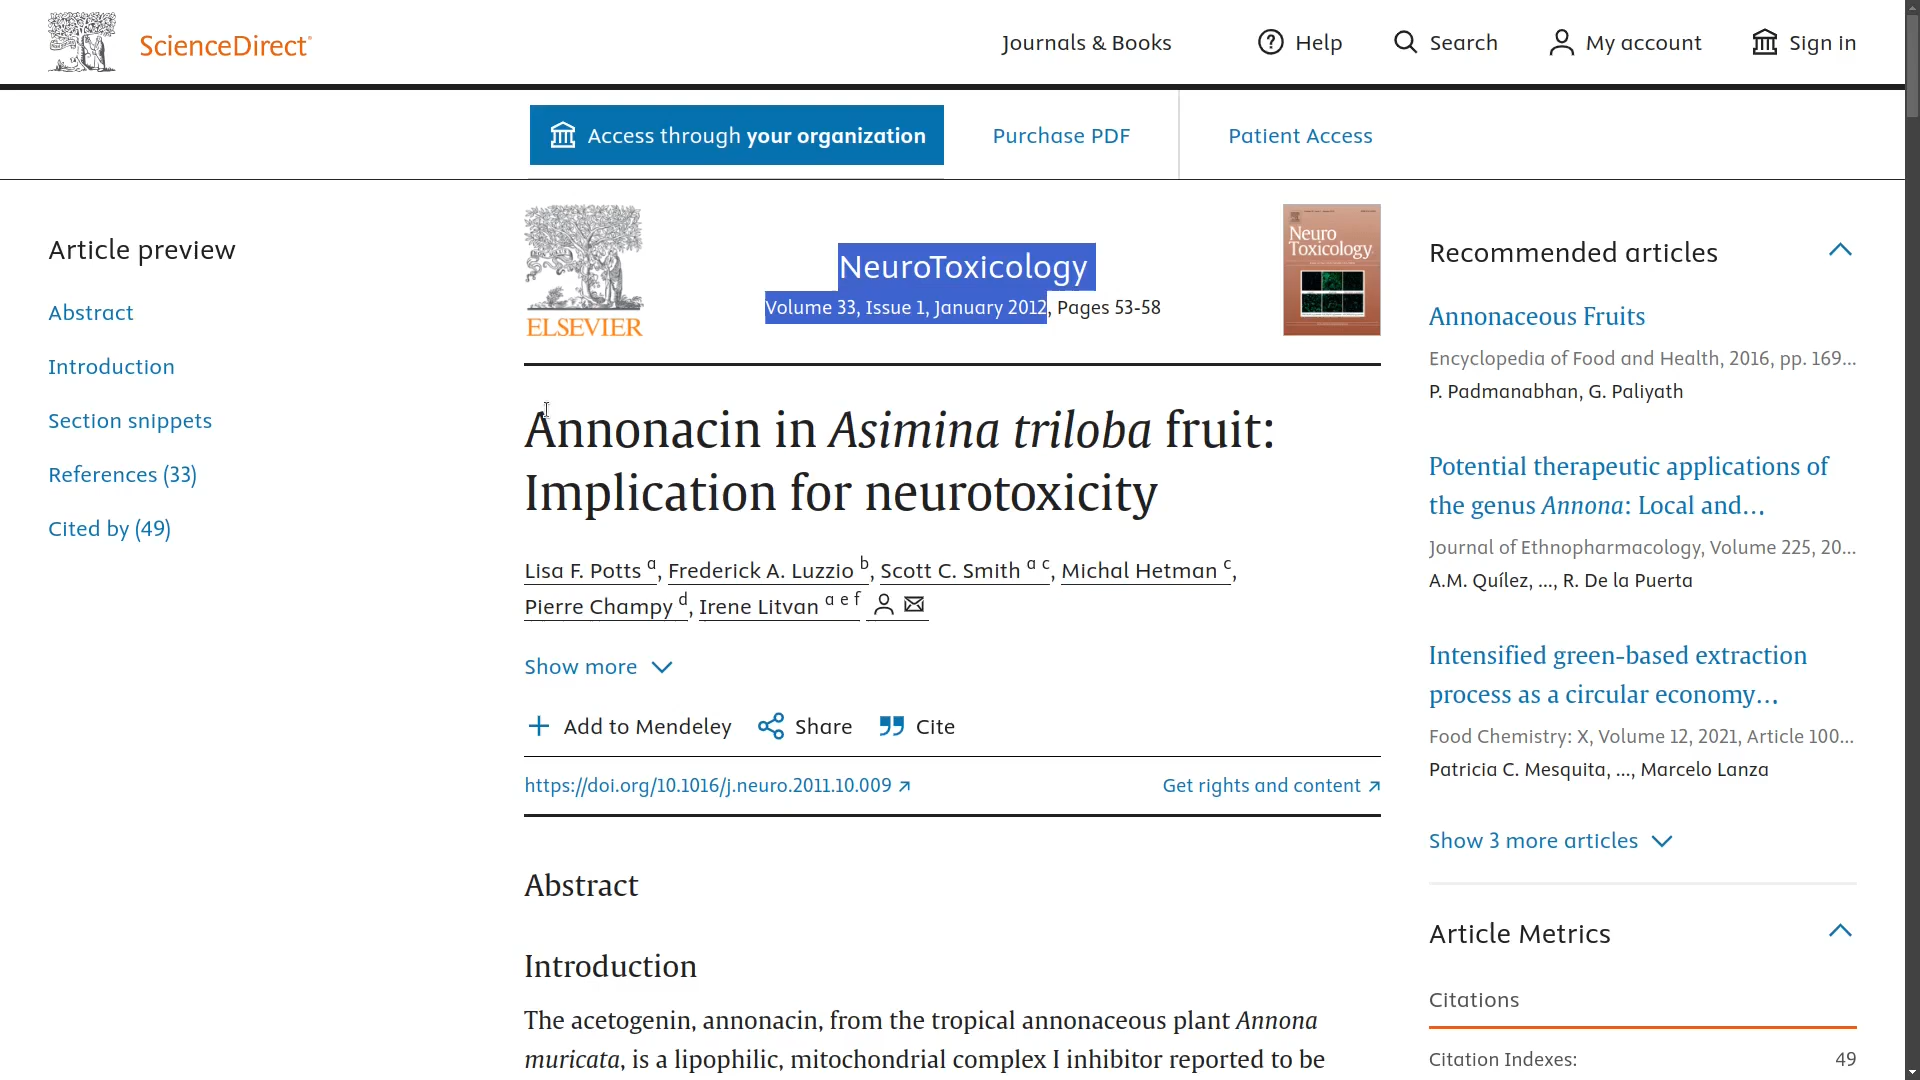 ScienceDirect
Journals & Books
Help
Search
My account
Sign in
Access through your organization
Purchase PDF
Patient Access
Article preview
Abstract
Introduction
Section snippets
References (33)
Cited by (49)
ELSEVIER
NeuroToxicology
Volume 33, Issue 1, January 2012, Pages 53-58
Neuro
Toxicology
Annonacin in Asimina triloba fruit:
Implication for neurotoxicity
Lisa F. Potts a, Frederick A. Luzzio b, Scott C. Smith a c, Michal Hetman c,
Pierre Champy d, Irene Litvan a e f
Show more
Add to Mendeley
Share
Cite
https://doi.org/10.1016/j.neuro.2011.10.009
Get rights and content
Abstract
Introduction
The acetogenin, annonacin, from the tropical annonaceous plant Annona
muricata, is a lipophilic, mitochondrial complex I inhibitor reported to be
Recommended articles
Annonaceous Fruits
Encyclopedia of Food and Health, 2016, pp. 169...
P. Padmanabhan, G. Paliyath
Potential therapeutic applications of
the genus Annona: Local and...
Journal of Ethnopharmacology, Volume 225, 20...
A.M. Quílez, ..., R. De la Puerta
Intensified green-based extraction
process as a circular economy...
Food Chemistry: X, Volume 12, 2021, Article 100...
Patricia C. Mesquita, ..., Marcelo Lanza
Show 3 more articles
Article Metrics
Citations
Citation Indexes: 49